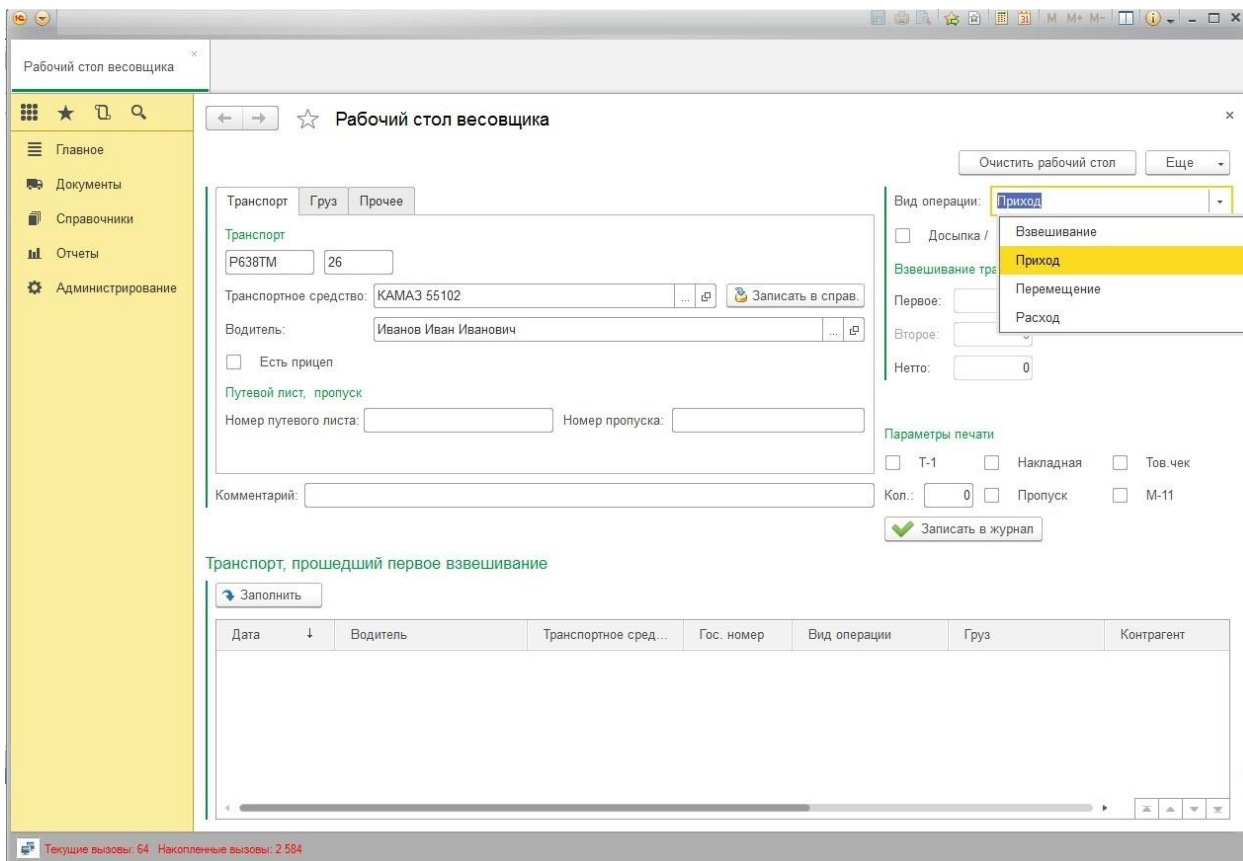 1С
31 M M+ M-
Рабочий стол весовщика
Главное
Документы
Справочники
Отчеты
Администрирование
Рабочий стол весовщика
Очистить рабочий стол Еще
Транспорт Груз Прочее
Транспорт
Р638ТМ 26
Транспортное средство: КАМАЗ 55102 ... Записать в справ.
Водитель: Иванов Иван Иванович ...
Есть прицеп
Путевой лист, пропуск
Номер путевого листа: Номер пропуска:
Комментарий:
Вид операции: Приход
Досыпка /
Взвешивание
Приход
Перемещение
Расход
Взвешивание тра
Первое:
Второе:
Нетто: 0
Параметры печати
Т-1 Накладная Тов.чек
Кол.: 0 Пропуск М-11
Записать в журнал
Транспорт, прошедший первое взвешивание
Заполнить
Дата ↓ Водитель Транспортное сред... Гос. номер Вид операции Груз Контрагент
Текущие вызовы: 64 Накопленные вызовы: 2 584